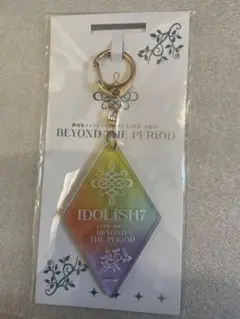 BEYOND THE PERiOD
IDOLiSH7
BEYOND
THE PERiOD